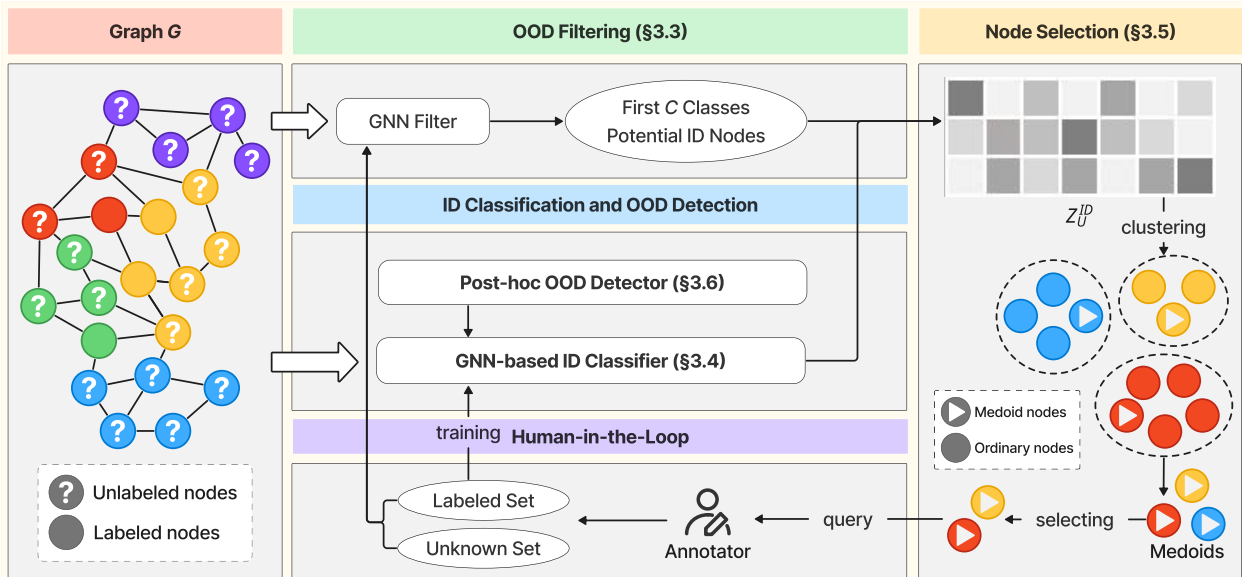 Graph G
OOD Filtering (§3.3)
Node Selection (§3.5)
? ? ? ? ? ? ? ? ? ? ? ? ? ? ? ? ? ?
GNN Filter
First C Classes
Potential ID Nodes
Z_U^{ID}
clustering
ID Classification and OOD Detection
Post-hoc OOD Detector (§3.6)
GNN-based ID Classifier (§3.4)
training
Human-in-the-Loop
Labeled Set
Unknown Set
Annotator
query
selecting
Medoids
Medoid nodes
Ordinary nodes
? Unlabeled nodes
Labeled nodes